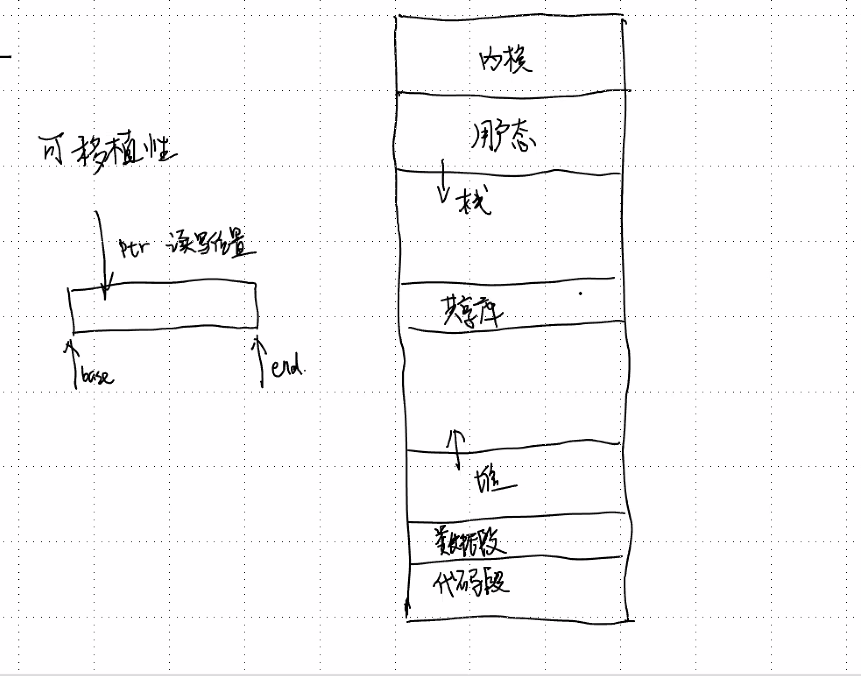 可移植性
ptr 读写位置
base
end.
内核
用户态
栈
共享库
堆
数据段
代码段